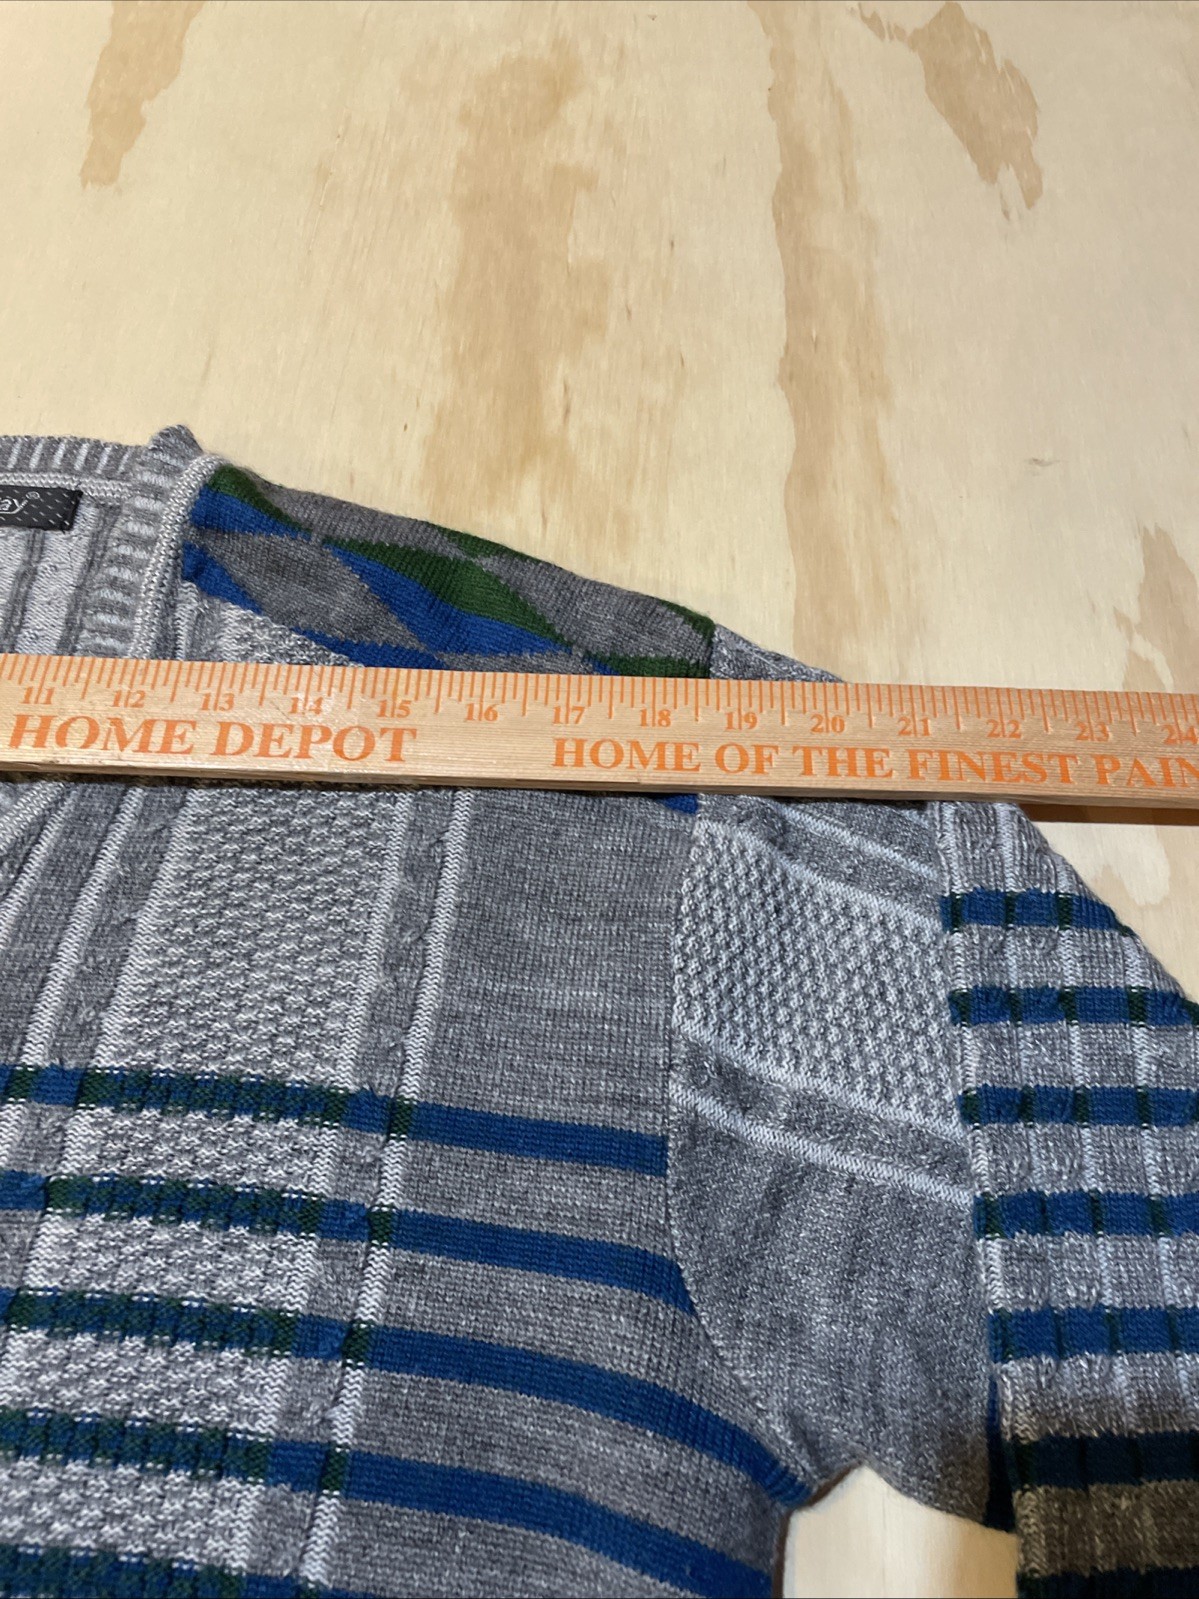 ay®
11 12 13 14 15 16 17 18 19 20 21 22 23 24
HOME DEPOT HOME OF THE FINEST PAIN